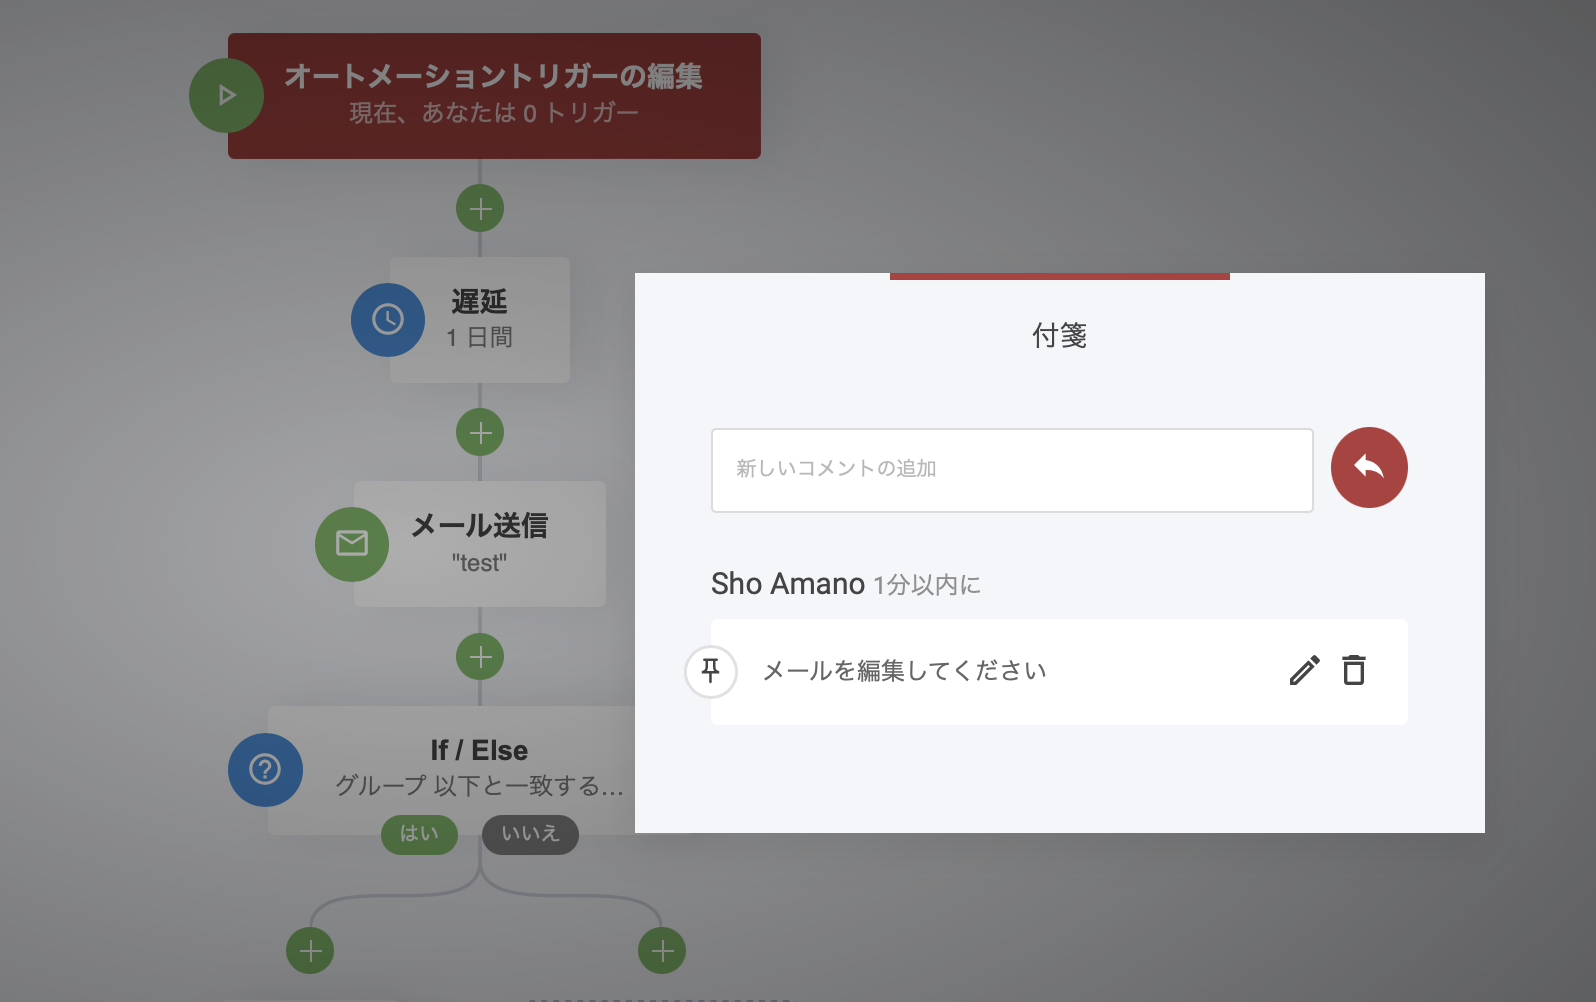 オートメーショントリガーの編集
現在、あなたは 0 トリガー
遅延
1 日間
メール送信
"test"
If / Else
グループ 以下と一致する...
はい
いいえ
付箋
新しいコメントの追加
Sho Amano 1分以内に
メールを編集してください